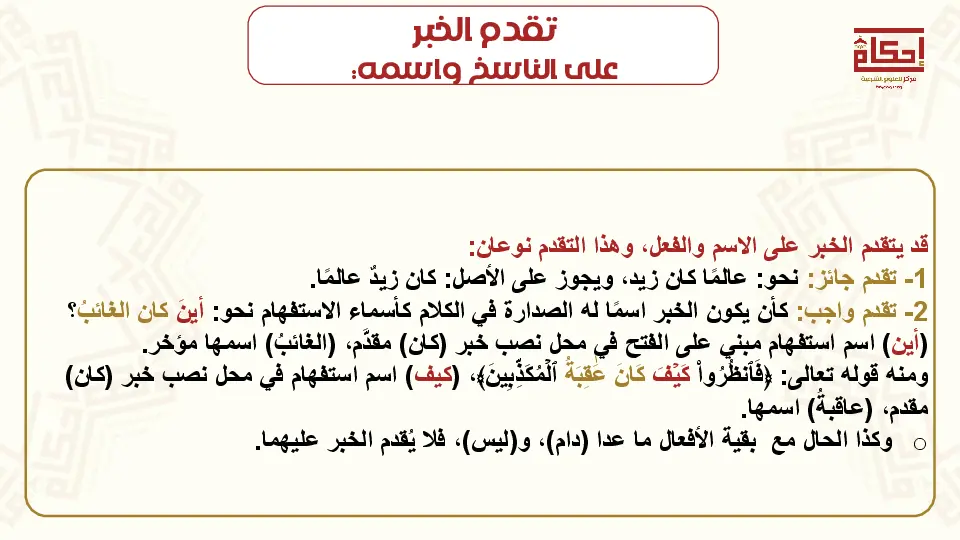 تقدم الخبر
على الناسخ واسمه:
إحكام
مركز للعلوم الشرعية
قد يتقدم الخبر على الاسم والفعل، وهذا التقدم نوعان:
1- تقدم جائز: نحو: عالمًا كان زيد، ويجوز على الأصل: كان زيدٌ عالمًا.
2- تقدم واجب: كأن يكون الخبر اسمًا له الصدارة في الكلام كأسماء الاستفهام نحو: أينَ كان الغائبُ؟
(أين) اسم استفهام مبني على الفتح في محل نصب خبر (كان) مقدَّم، (الغائبُ) اسمها مؤخر.
ومنه قوله تعالى: ﴿فَٱنظُرُواْ كَيۡفَ كَانَ عَٰقِبَةُ ٱلۡمُكَذِّبِينَ﴾، (كيف) اسم استفهام في محل نصب خبر (كان)
مقدم، (عاقبةُ) اسمها.
○ وكذا الحال مع بقية الأفعال ما عدا (دام)، و(ليس)، فلا يُقدم الخبر عليهما.